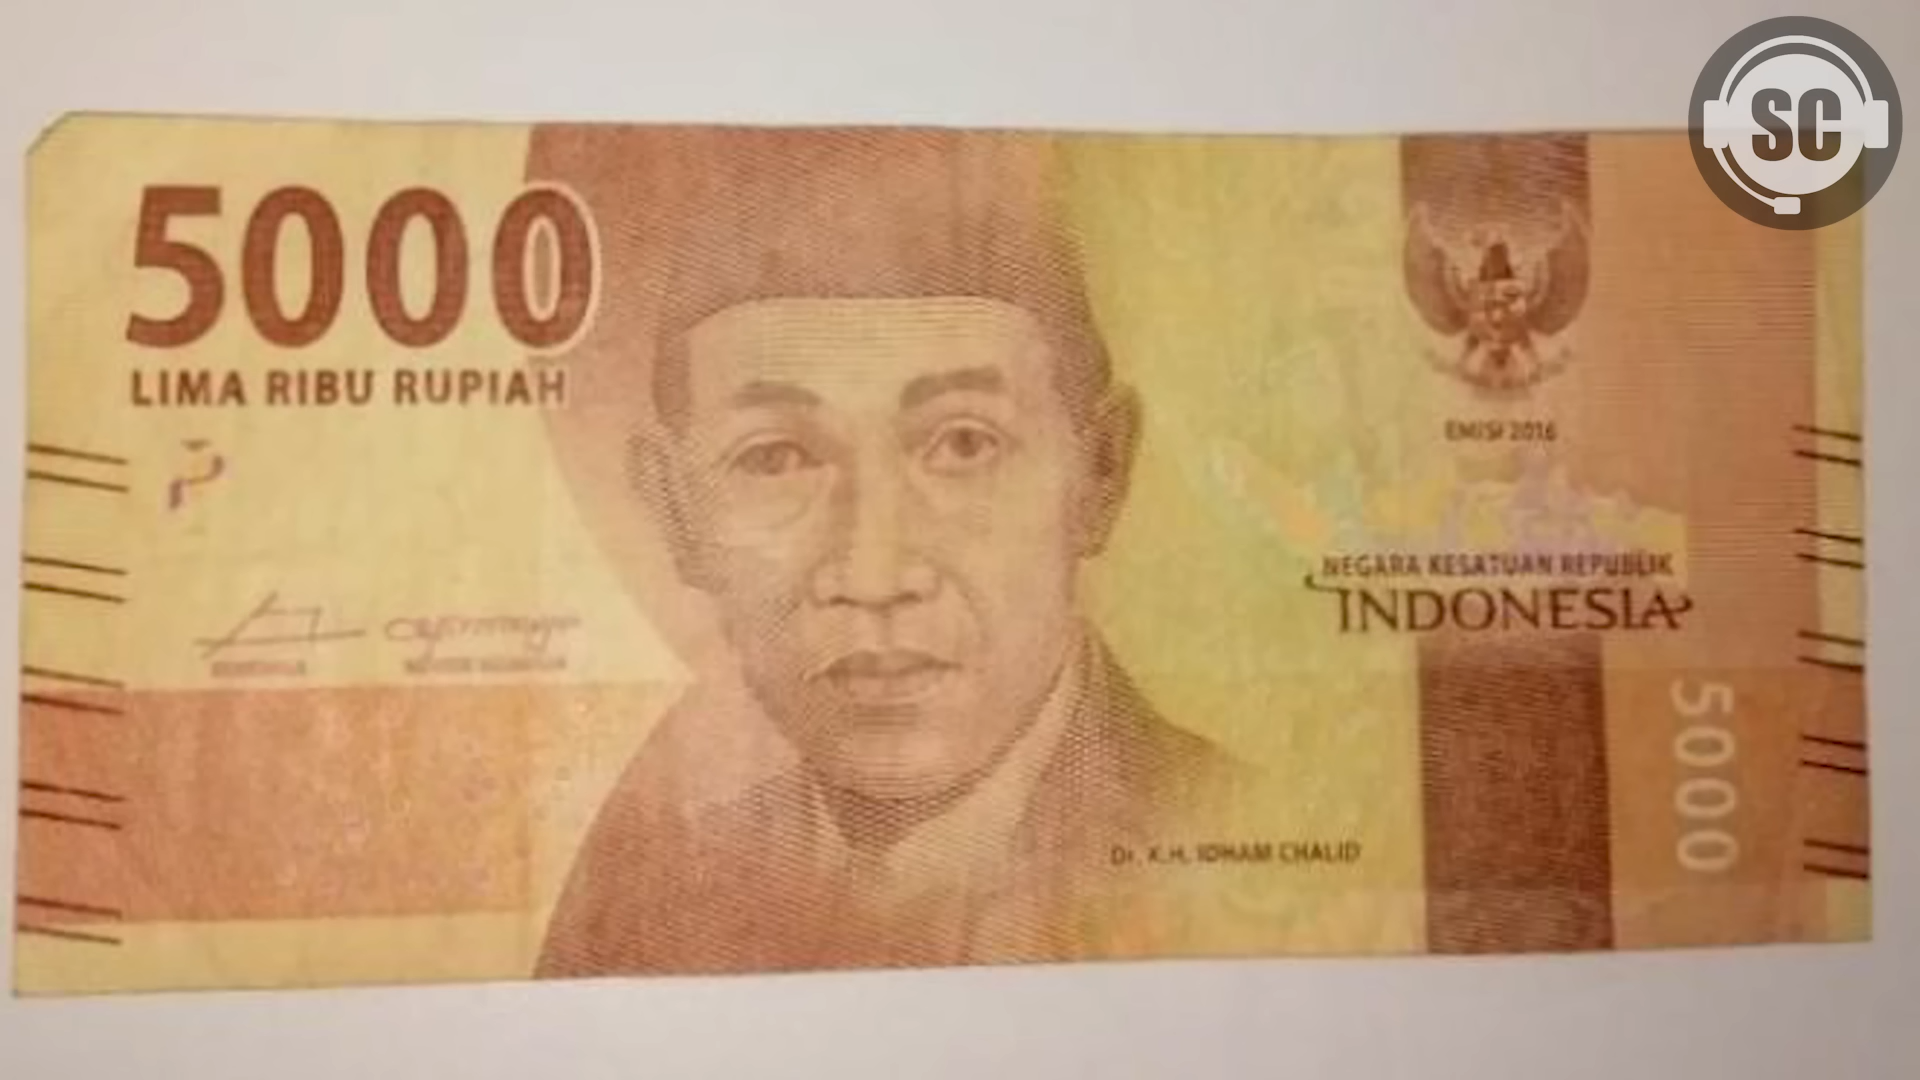 SC
5000
LIMA RIBU RUPIAH
EMISI 2016
NEGARA KESATUAN REPUBLIK
INDONESIA
5000
Dr. K.H. IDHAM CHALID